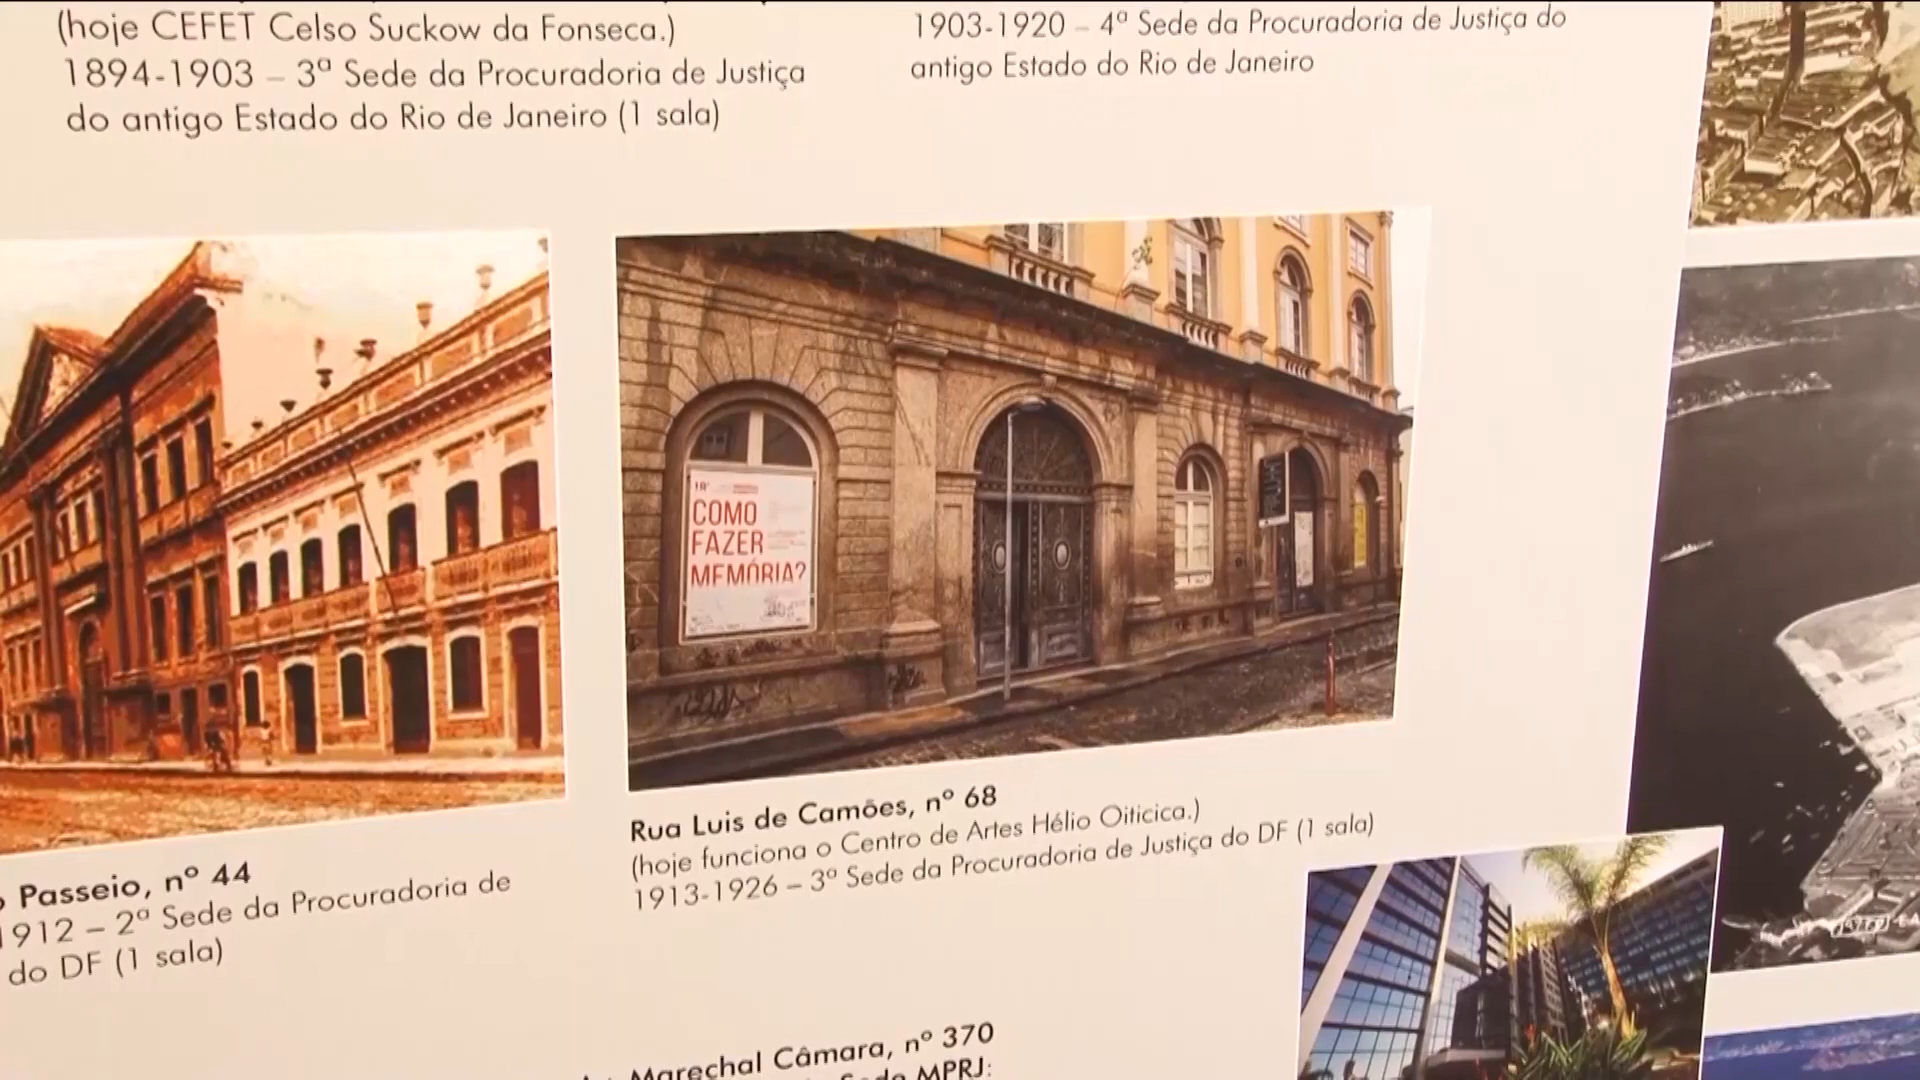 (hoje CEFET Celso Suckow da Fonseca.)
1894-1903 – 3ª Sede da Procuradoria de Justiça
do antigo Estado do Rio de Janeiro (1 sala)
1903-1920 – 4ª Sede da Procuradoria de Justiça do
antigo Estado do Rio de Janeiro
COMO
FAZER
MEMÓRIA?
Passeio, nº 44
1912 – 2ª Sede da Procuradoria de
do DF (1 sala)
Rua Luis de Camões, nº 68
(hoje funciona o Centro de Artes Hélio Oiticica.)
1913-1926 – 3ª Sede da Procuradoria de Justiça do DF (1 sala)
Marechal Câmara, nº 370
Sede MPRJ: